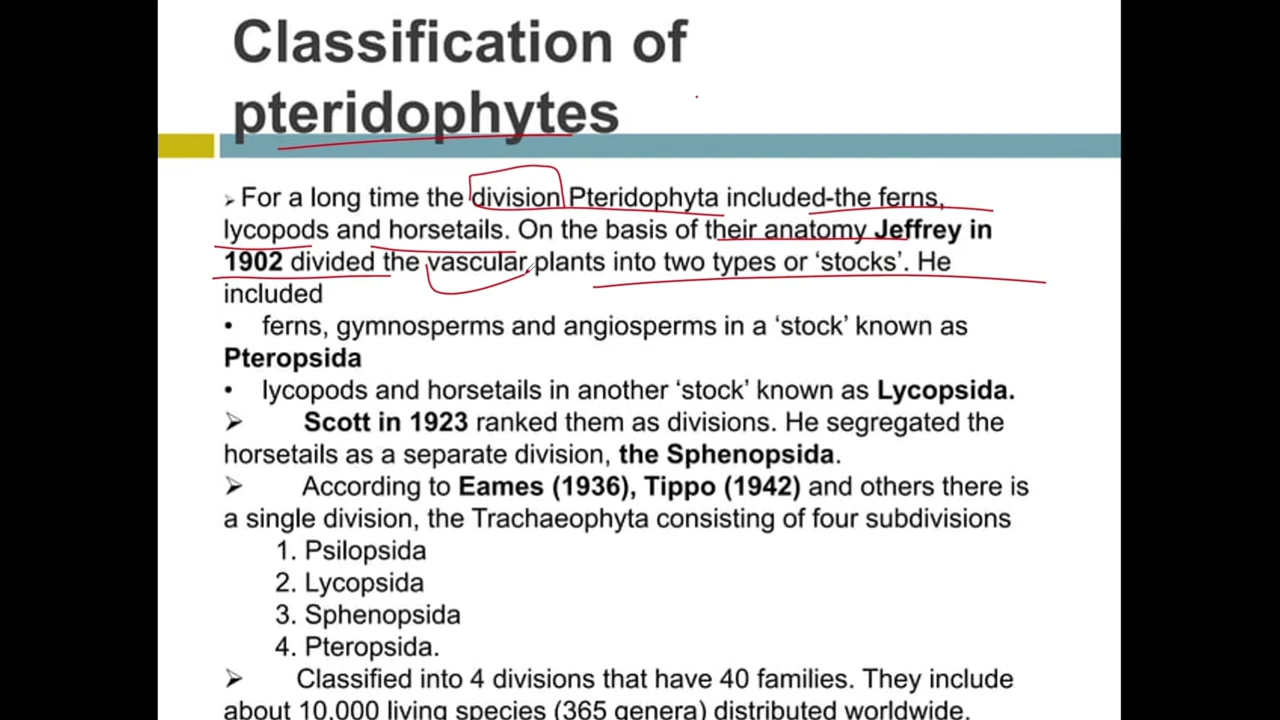 Classification of
pteridophytes
➢ For a long time the division Pteridophyta included-the ferns,
lycopods and horsetails. On the basis of their anatomy Jeffrey in
1902 divided the vascular plants into two types or ‘stocks’. He
included
• ferns, gymnosperms and angiosperms in a ‘stock’ known as
Pteropsida
• lycopods and horsetails in another ‘stock’ known as Lycopsida.
➢ Scott in 1923 ranked them as divisions. He segregated the
horsetails as a separate division, the Sphenopsida.
➢ According to Eames (1936), Tippo (1942) and others there is
a single division, the Trachaeophyta consisting of four subdivisions
1. Psilopsida
2. Lycopsida
3. Sphenopsida
4. Pteropsida.
➢ Classified into 4 divisions that have 40 families. They include
about 10,000 living species (365 genera) distributed worldwide.